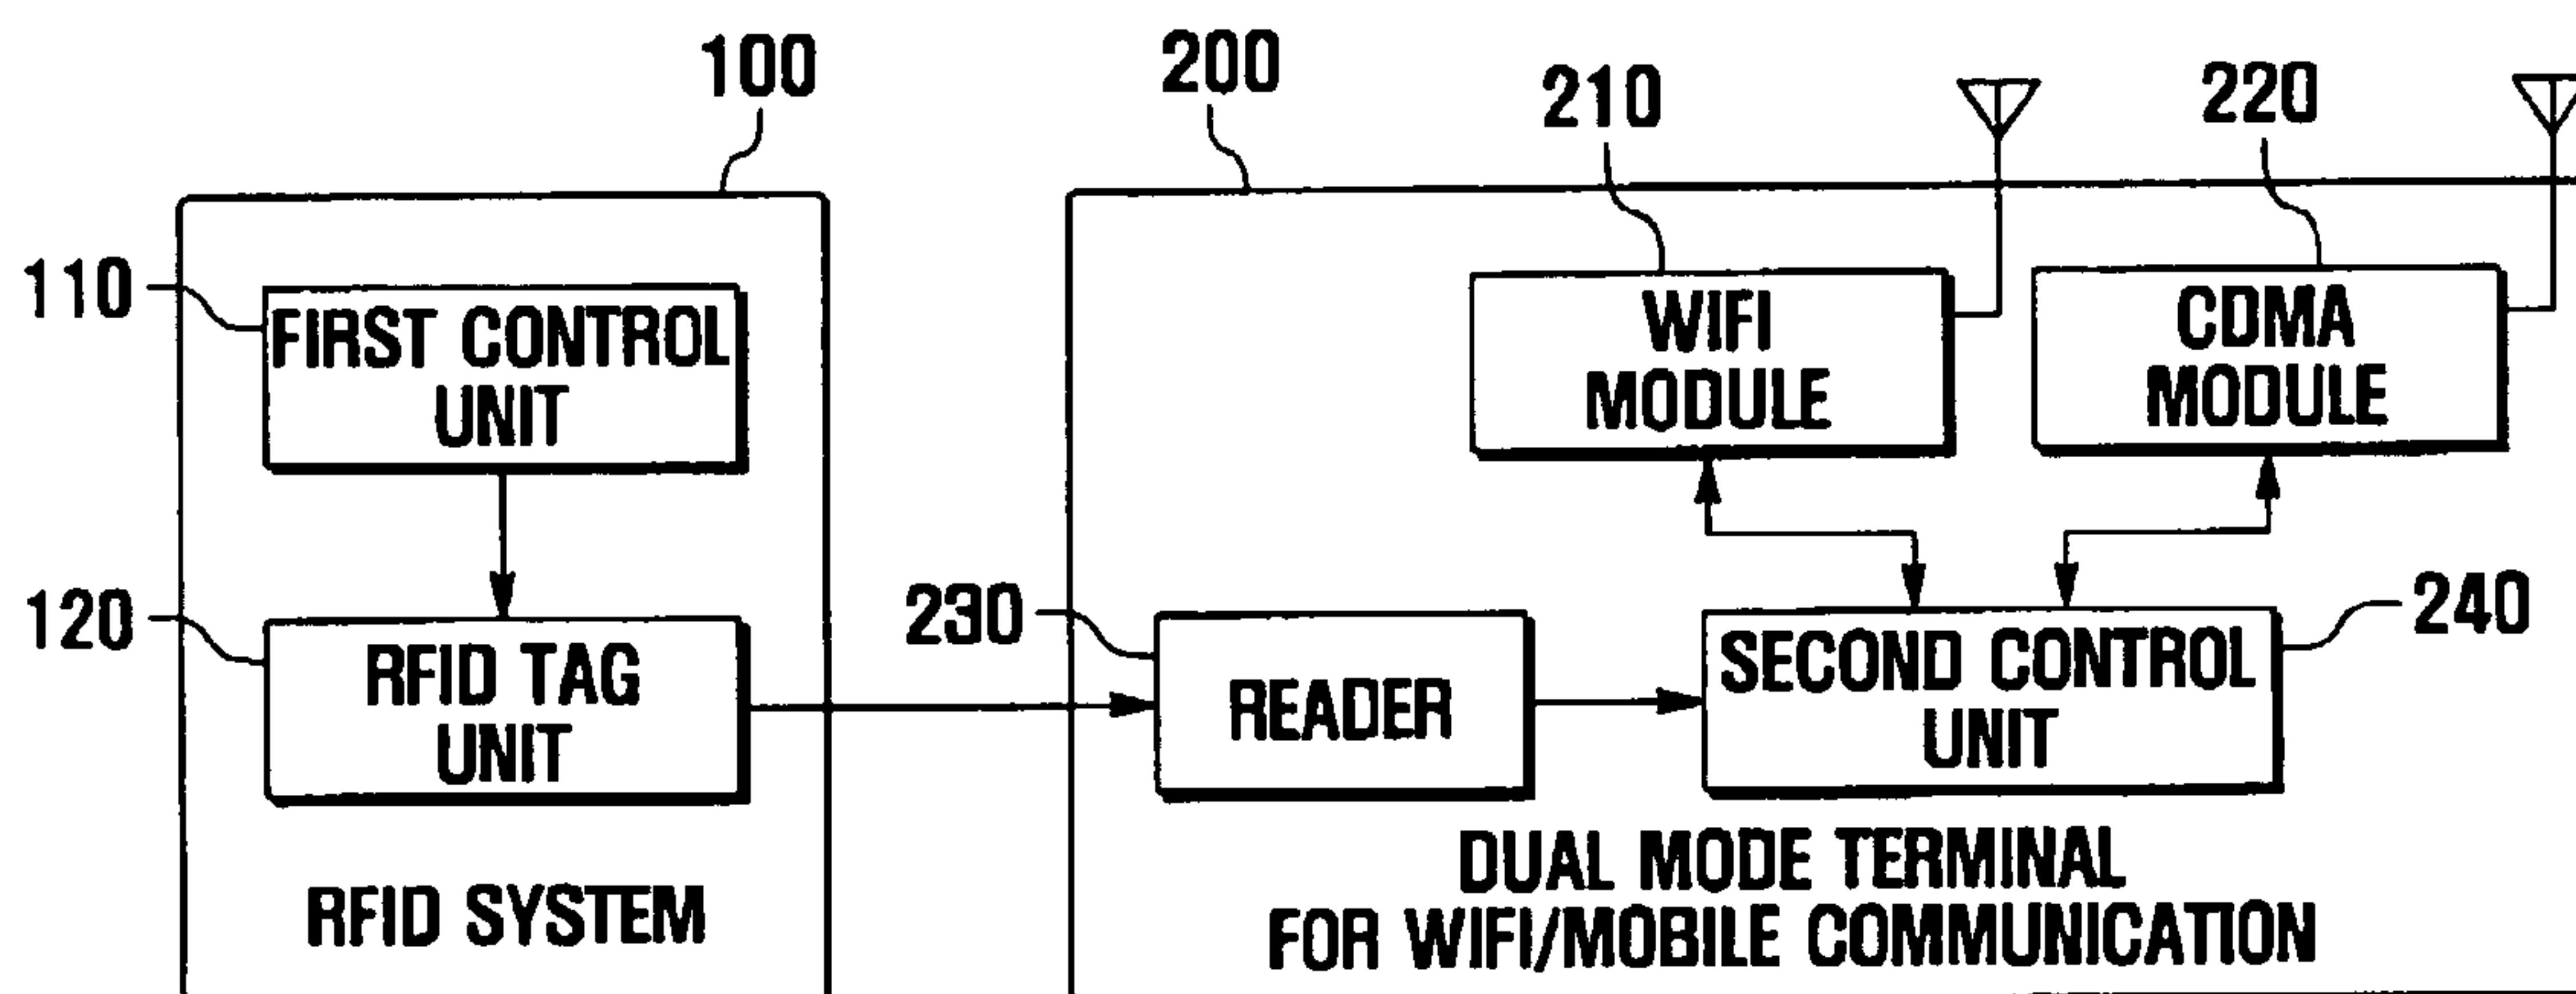 100
200
210
220
110
FIRST CONTROL
UNIT
WIFI
MODULE
CDMA
MODULE
120
RFID TAG
UNIT
230
READER
SECOND CONTROL
UNIT
240
RFID SYSTEM
DUAL MODE TERMINAL
FOR WIFI/MOBILE COMMUNICATION